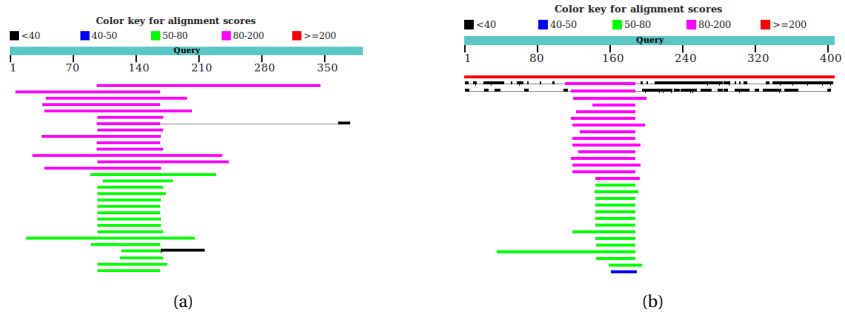 Color key for alignment scores
<40 40-50 50-80 80-200 >=200
Query
1 70 140 210 280 350
(a)
Color key for alignment scores
<40 40-50 50-80 80-200 >=200
Query
1 80 160 240 320 400
(b)